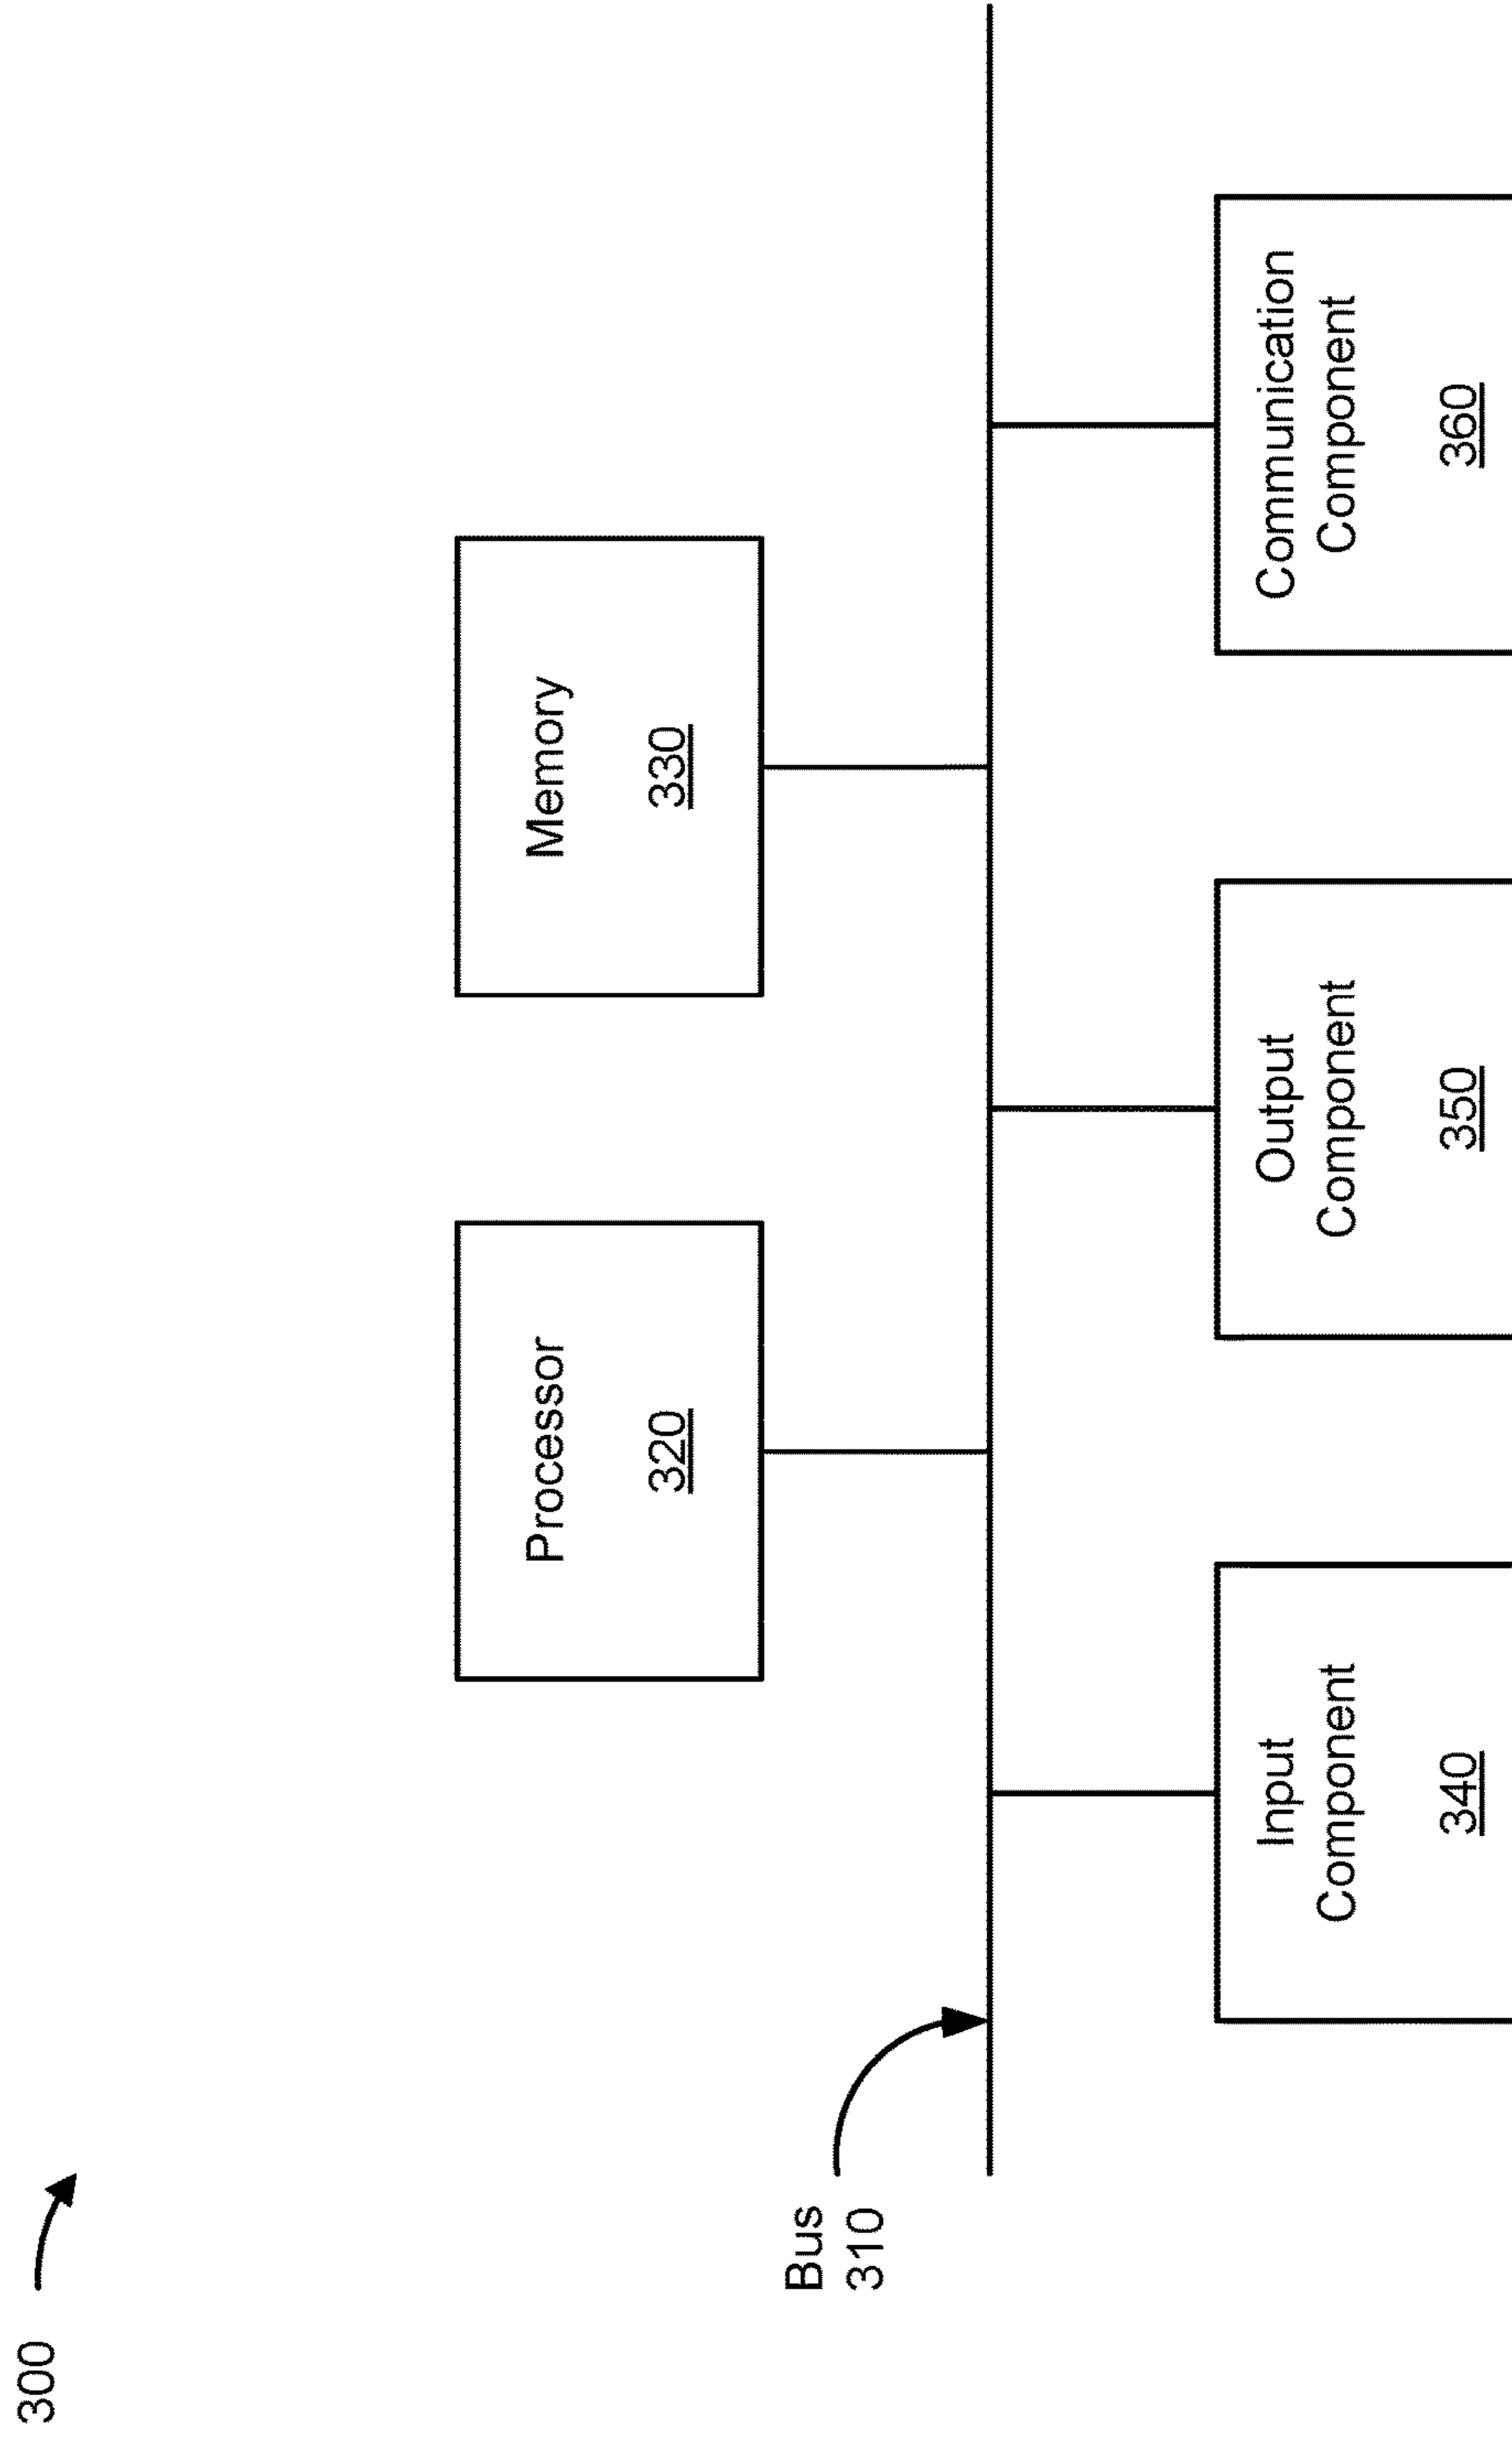 300
Processor
320
Memory
330
Bus
310
Input
Component
340
Output
Component
350
Communication
Component
360